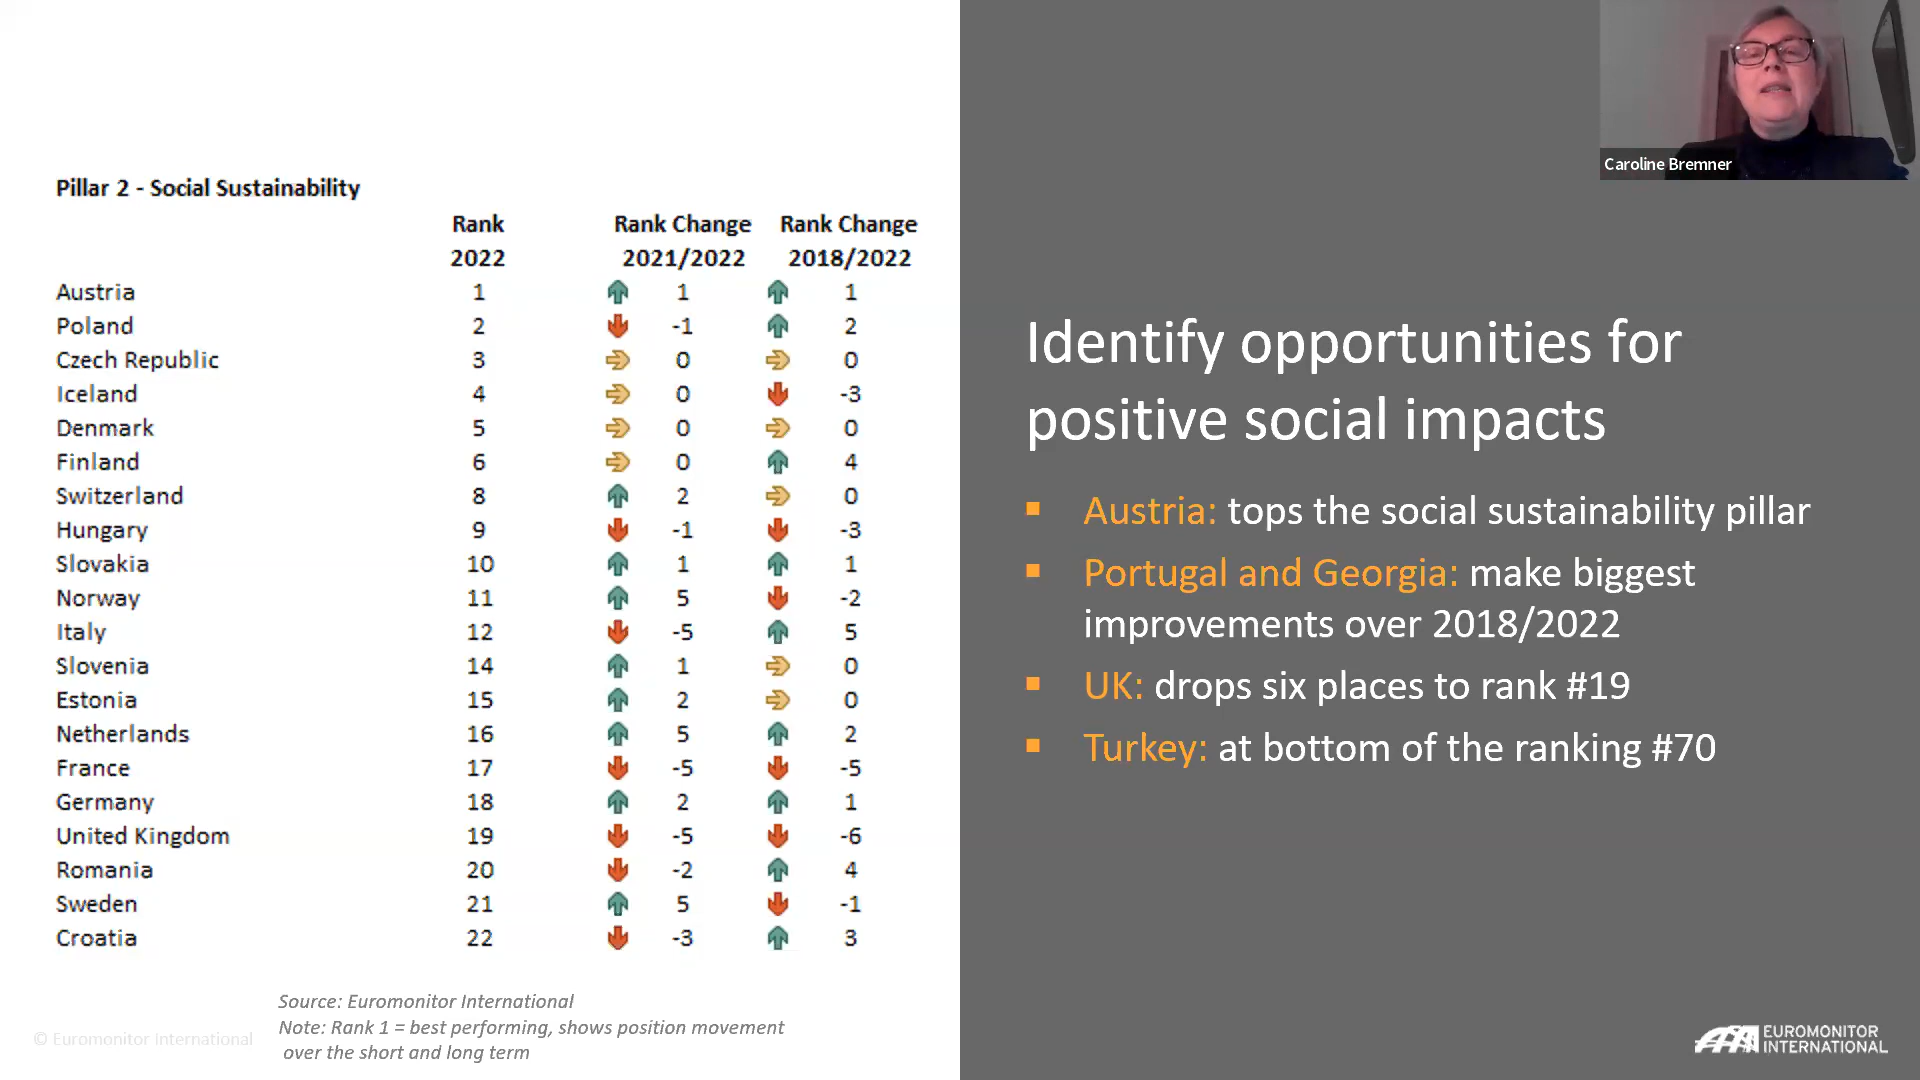 Caroline Bremner
Pillar 2 - Social Sustainability
Rank Rank Change Rank Change
2022 2021/2022 2018/2022
Austria 1 1 1
Poland 2 -1 2
Czech Republic 3 0 0
Iceland 4 0 -3
Denmark 5 0 0
Finland 6 0 4
Switzerland 8 2 0
Hungary 9 -1 -3
Slovakia 10 1 1
Norway 11 5 -2
Italy 12 -5 5
Slovenia 14 1 0
Estonia 15 2 0
Netherlands 16 5 2
France 17 -5 -5
Germany 18 2 1
United Kingdom 19 -5 -6
Romania 20 -2 4
Sweden 21 5 -1
Croatia 22 -3 3
Source: Euromonitor International
Note: Rank 1 = best performing, shows position movement
over the short and long term
© Euromonitor International
Identify opportunities for
positive social impacts
▪ Austria: tops the social sustainability pillar
▪ Portugal and Georgia: make biggest
improvements over 2018/2022
▪ UK: drops six places to rank #19
▪ Turkey: at bottom of the ranking #70
EUROMONITOR
INTERNATIONAL